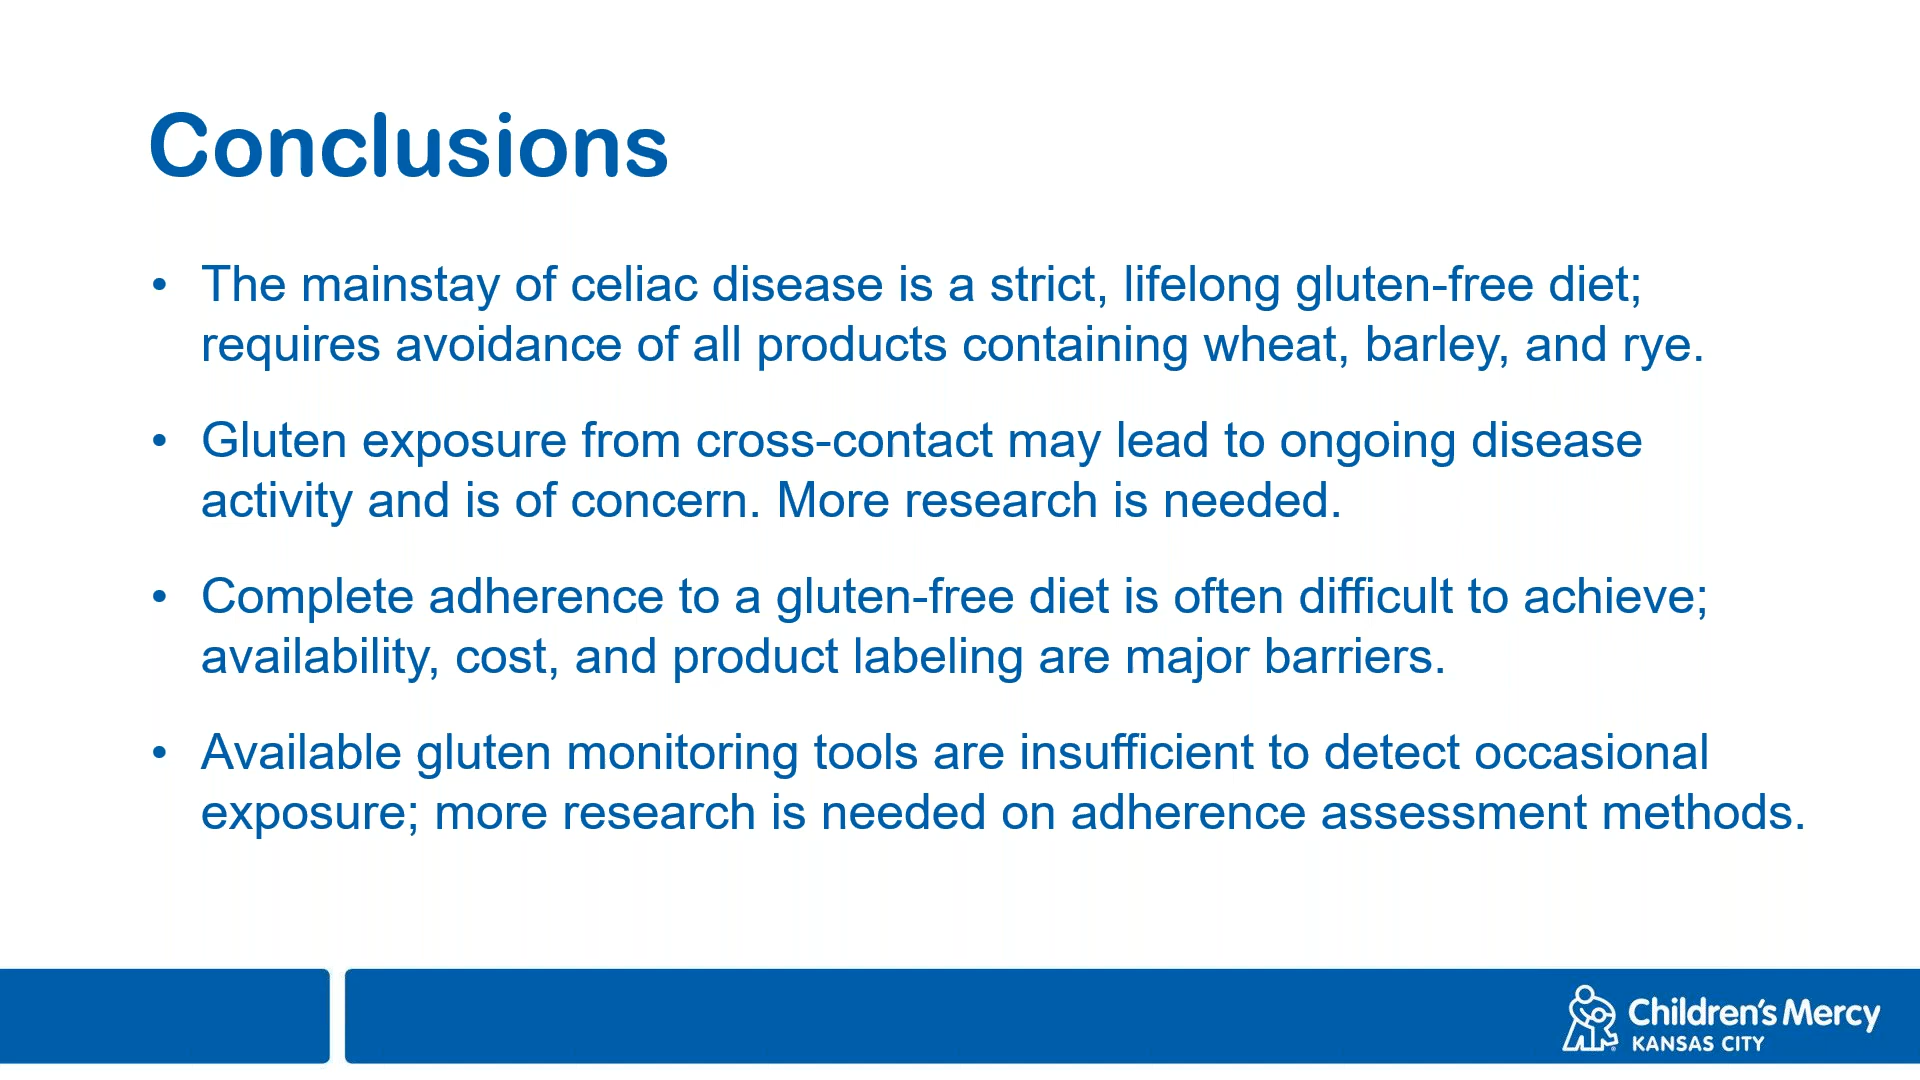 Conclusions
• The mainstay of celiac disease is a strict, lifelong gluten-free diet;
requires avoidance of all products containing wheat, barley, and rye.
• Gluten exposure from cross-contact may lead to ongoing disease
activity and is of concern. More research is needed.
• Complete adherence to a gluten-free diet is often difficult to achieve;
availability, cost, and product labeling are major barriers.
• Available gluten monitoring tools are insufficient to detect occasional
exposure; more research is needed on adherence assessment methods.
Children's Mercy
KANSAS CITY